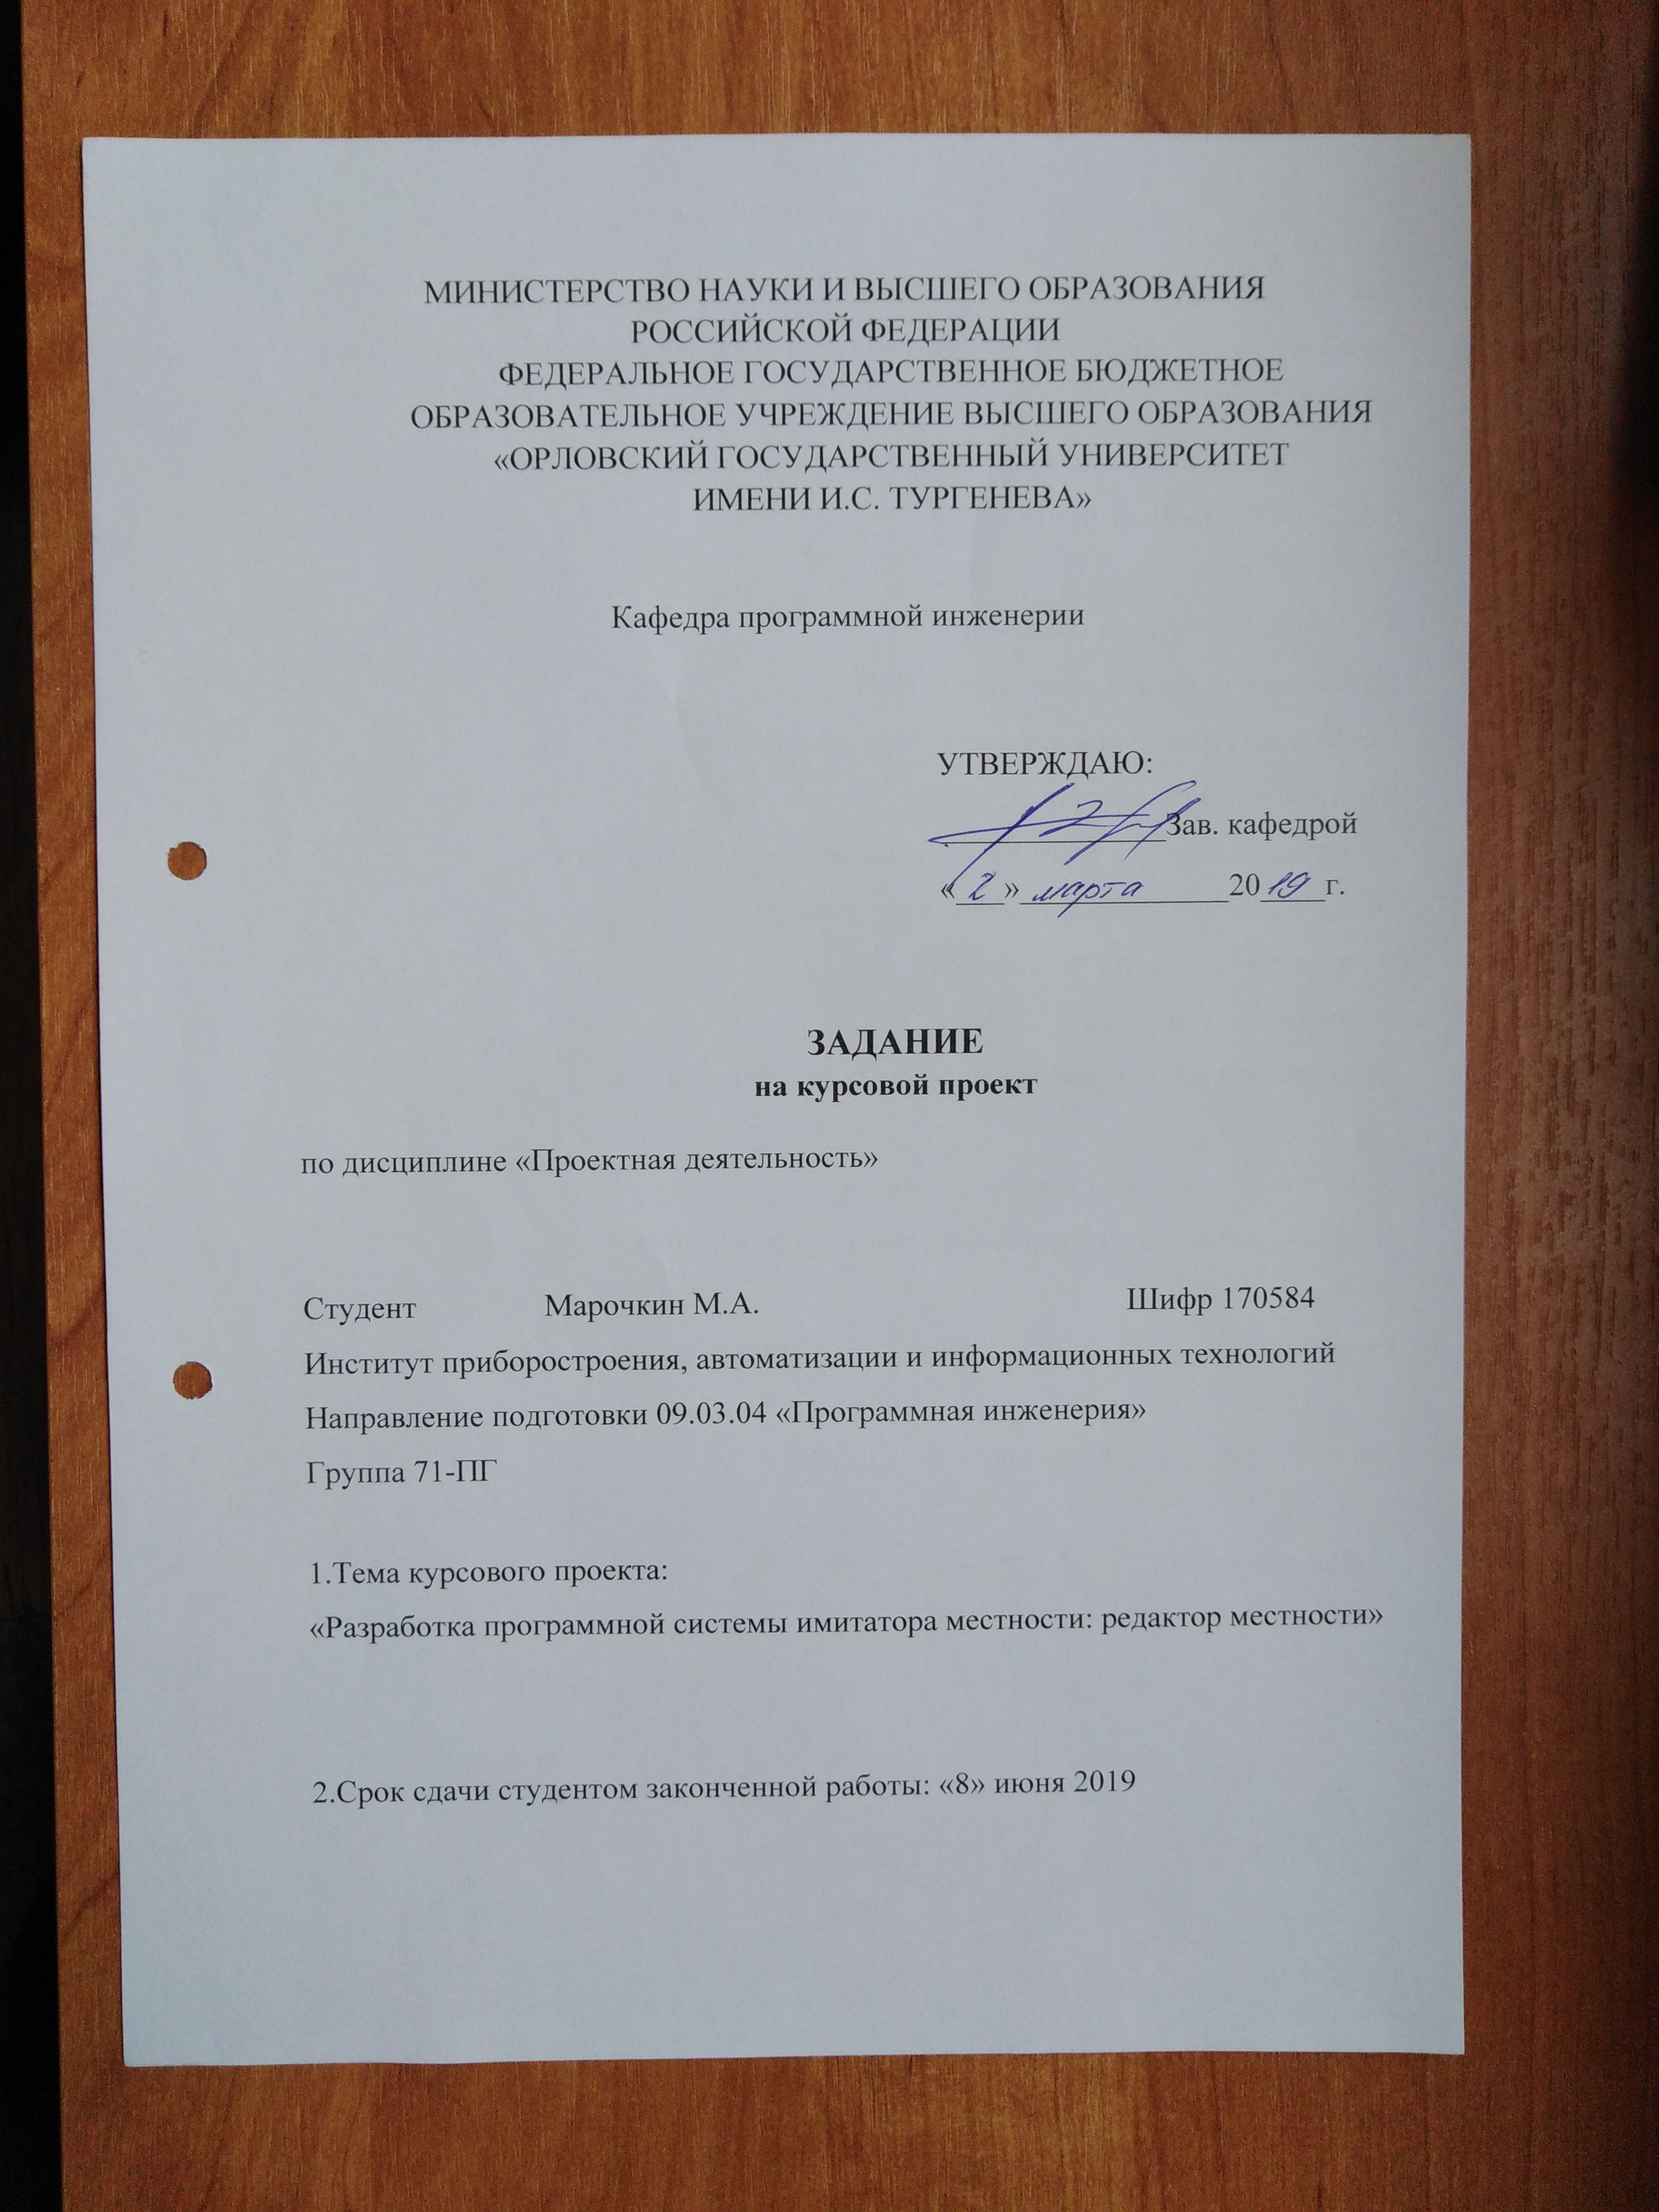 МИНИСТЕРСТВО НАУКИ И ВЫСШЕГО ОБРАЗОВАНИЯ
РОССИЙСКОЙ ФЕДЕРАЦИИ
ФЕДЕРАЛЬНОЕ ГОСУДАРСТВЕННОЕ БЮДЖЕТНОЕ
ОБРАЗОВАТЕЛЬНОЕ УЧРЕЖДЕНИЕ ВЫСШЕГО ОБРАЗОВАНИЯ
«ОРЛОВСКИЙ ГОСУДАРСТВЕННЫЙ УНИВЕРСИТЕТ
ИМЕНИ И.С. ТУРГЕНЕВА»
Кафедра программной инженерии
УТВЕРЖДАЮ:
Зав. кафедрой
«2» марта 2019 г.
ЗАДАНИЕ
на курсовой проект
по дисциплине «Проектная деятельность»
Студент Марочкин М.А. Шифр 170584
Институт приборостроения, автоматизации и информационных технологий
Направление подготовки 09.03.04 «Программная инженерия»
Группа 71-ПГ
1.Тема курсового проекта:
«Разработка программной системы имитатора местности: редактор местности»
2.Срок сдачи студентом законченной работы: «8» июня 2019